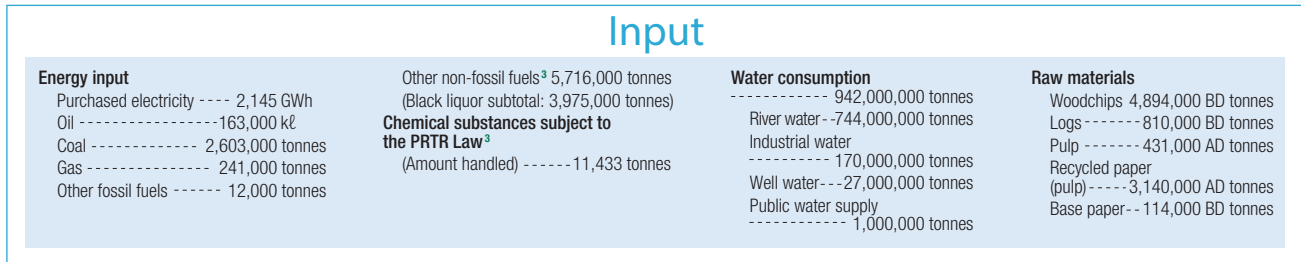 Input
Energy input
Purchased electricity ---- 2,145 GWh
Oil -----------------163,000 kℓ
Coal ------------- 2,603,000 tonnes
Gas ---------------- 241,000 tonnes
Other fossil fuels ------ 12,000 tonnes
Other non-fossil fuels³ 5,716,000 tonnes
(Black liquor subtotal: 3,975,000 tonnes)
Chemical substances subject to
the PRTR Law³
(Amount handled) ------11,433 tonnes
Water consumption
------------ 942,000,000 tonnes
River water--744,000,000 tonnes
Industrial water
---------- 170,000,000 tonnes
Well water---27,000,000 tonnes
Public water supply
------------ 1,000,000 tonnes
Raw materials
Woodchips 4,894,000 BD tonnes
Logs -------810,000 BD tonnes
Pulp ------- 431,000 AD tonnes
Recycled paper
(pulp)-----3,140,000 AD tonnes
Base paper-- 114,000 BD tonnes